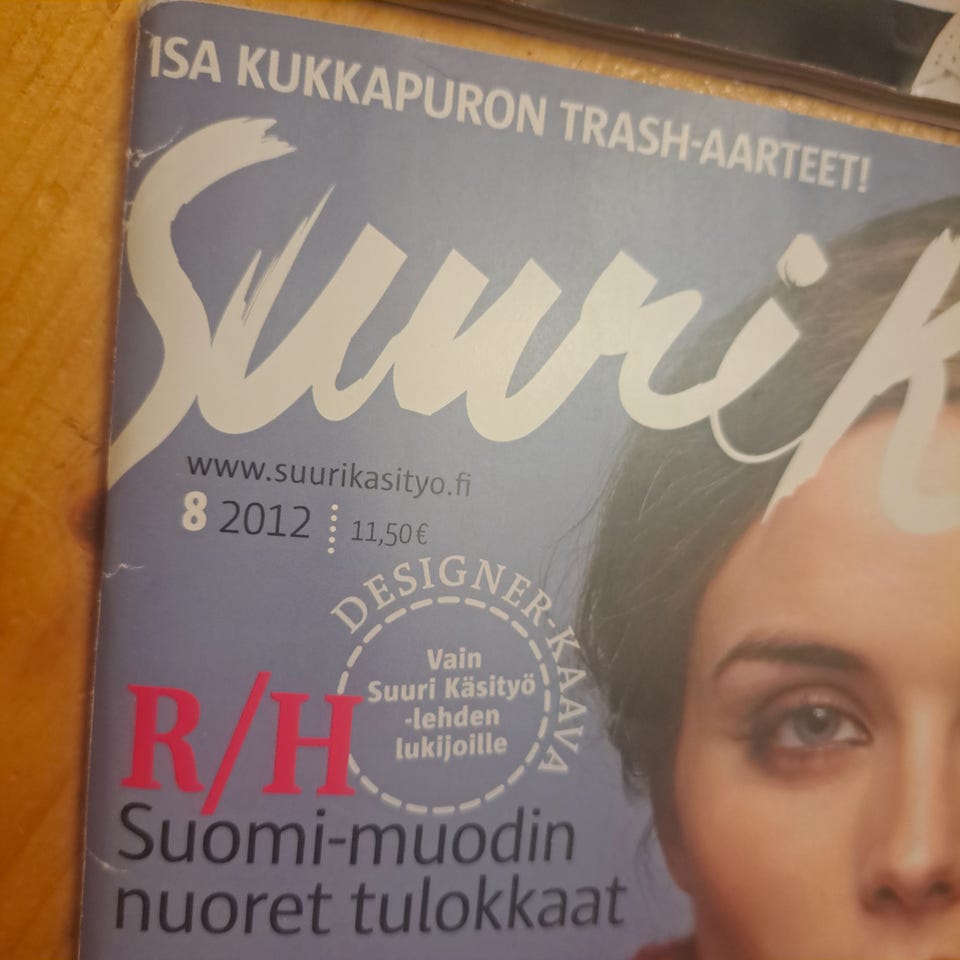 ISA KUKKAPURON TRASH-AARTEET!
Suuri K
www.suurikasityo.fi
8 2012 11,50€
DESIGNER-KAAVA
Vain
Suuri Käsityö
-lehden
lukijoille
R/H
Suomi-muodin
nuoret tulokkaat